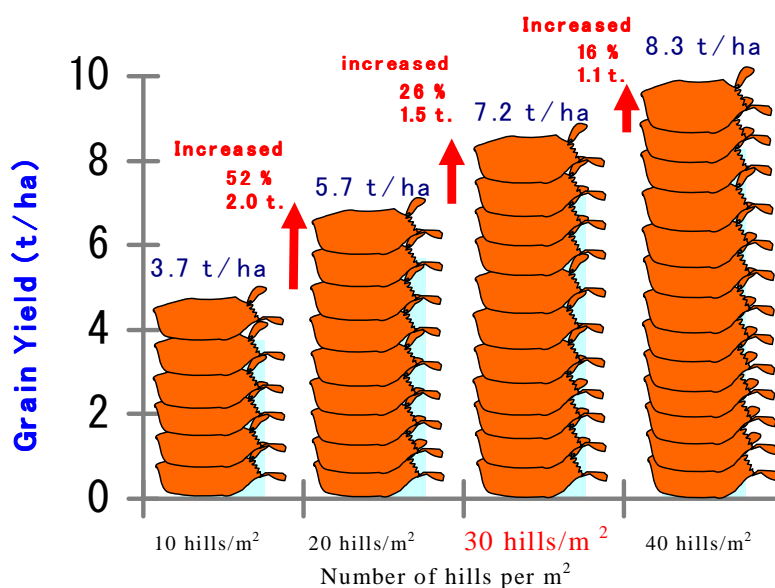 Grain Yield (t/ha)
10
8
6
4
2
0
3.7 t/ha
Increased
52 %
2.0 t.
5.7 t/ha
increased
26 %
1.5 t.
7.2 t/ha
Increased
16 %
1.1 t.
8.3 t/ha
10 hills/m²
20 hills/m²
30 hills/m ²
40 hills/m²
Number of hills per m²